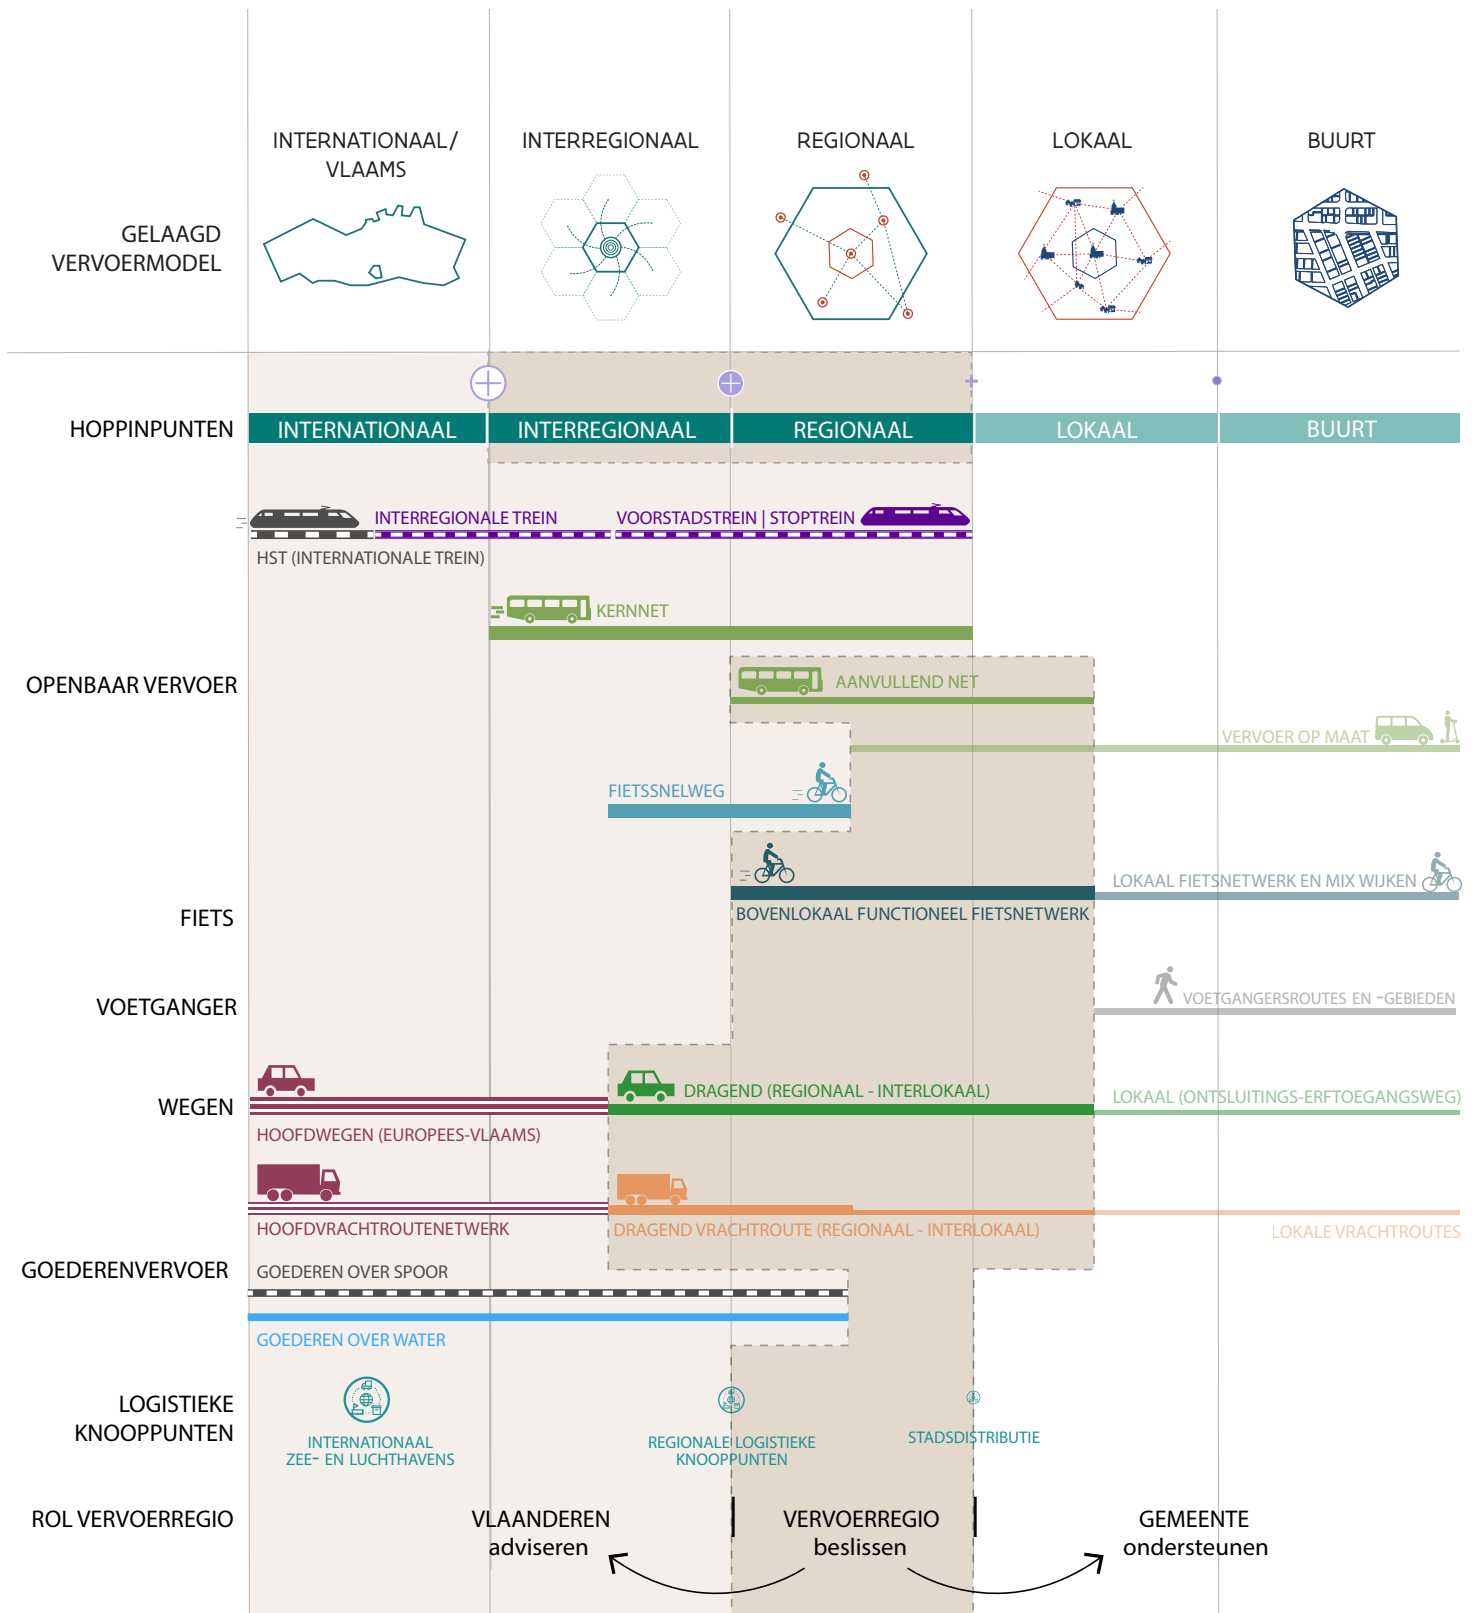 INTERNATIONAAL/
VLAAMS
INTERREGIONAAL
REGIONAAL
LOKAAL
BUURT
GELAAGD
VERVOERMODEL
HOPPINPUNTEN
INTERNATIONAAL
INTERREGIONAAL
REGIONAAL
LOKAAL
BUURT
INTERREGIONALE TREIN
VOORSTADSTREIN | STOPTREIN
HST (INTERNATIONALE TREIN)
KERNNET
OPENBAAR VERVOER
AANVULLEND NET
VERVOER OP MAAT
FIETSSNELWEG
LOKAAL FIETSNETWERK EN MIX WIJKEN
FIETS
BOVENLOKAAL FUNCTIONEEL FIETSNETWERK
VOETGANGER
VOETGANGERSROUTES EN -GEBIEDEN
WEGEN
DRAGEND (REGIONAAL - INTERLOKAAL)
LOKAAL (ONTSLUITINGS-ERFTOEGANGSWEG)
HOOFDWEGEN (EUROPEES-VLAAMS)
HOOFDVRACHTROUTENETWERK
DRAGEND VRACHTROUTE (REGIONAAL - INTERLOKAAL)
LOKALE VRACHTROUTES
GOEDERENVERVOER
GOEDEREN OVER SPOOR
GOEDEREN OVER WATER
LOGISTIEKE
KNOOPPUNTEN
INTERNATIONAAL
ZEE- EN LUCHTHAVENS
REGIONALE LOGISTIEKE
KNOOPPUNTEN
STADSDISTRIBUTIE
ROL VERVOERREGIO
VLAANDEREN
adviseren
VERVOERREGIO
beslissen
GEMEENTE
ondersteunen